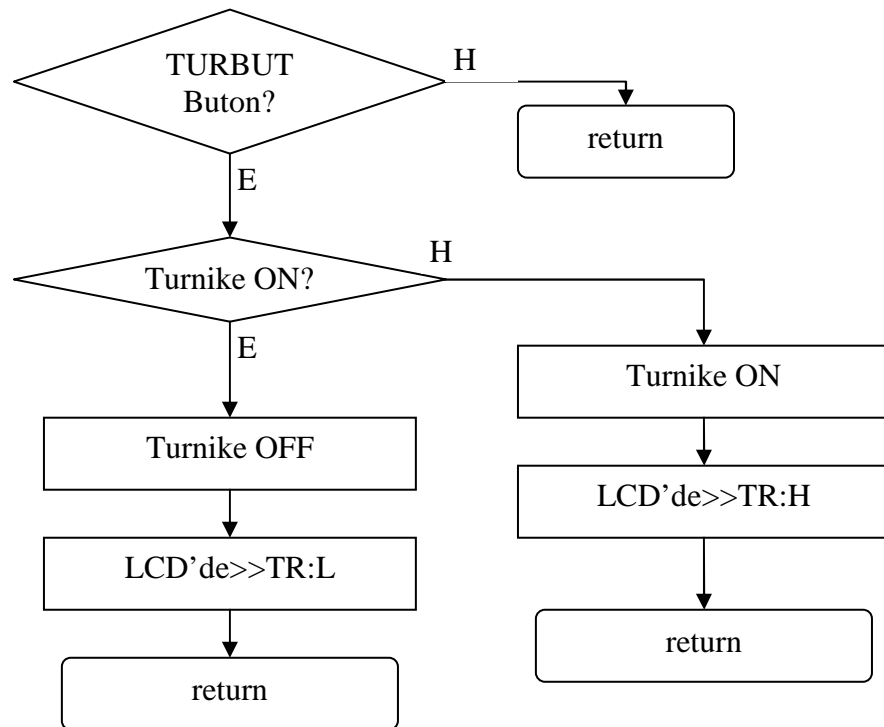 TURBUT
Buton?
H
return
E
Turnike ON?
H
E
Turnike ON
Turnike OFF
LCD’de>>TR:H
LCD’de>>TR:L
return
return